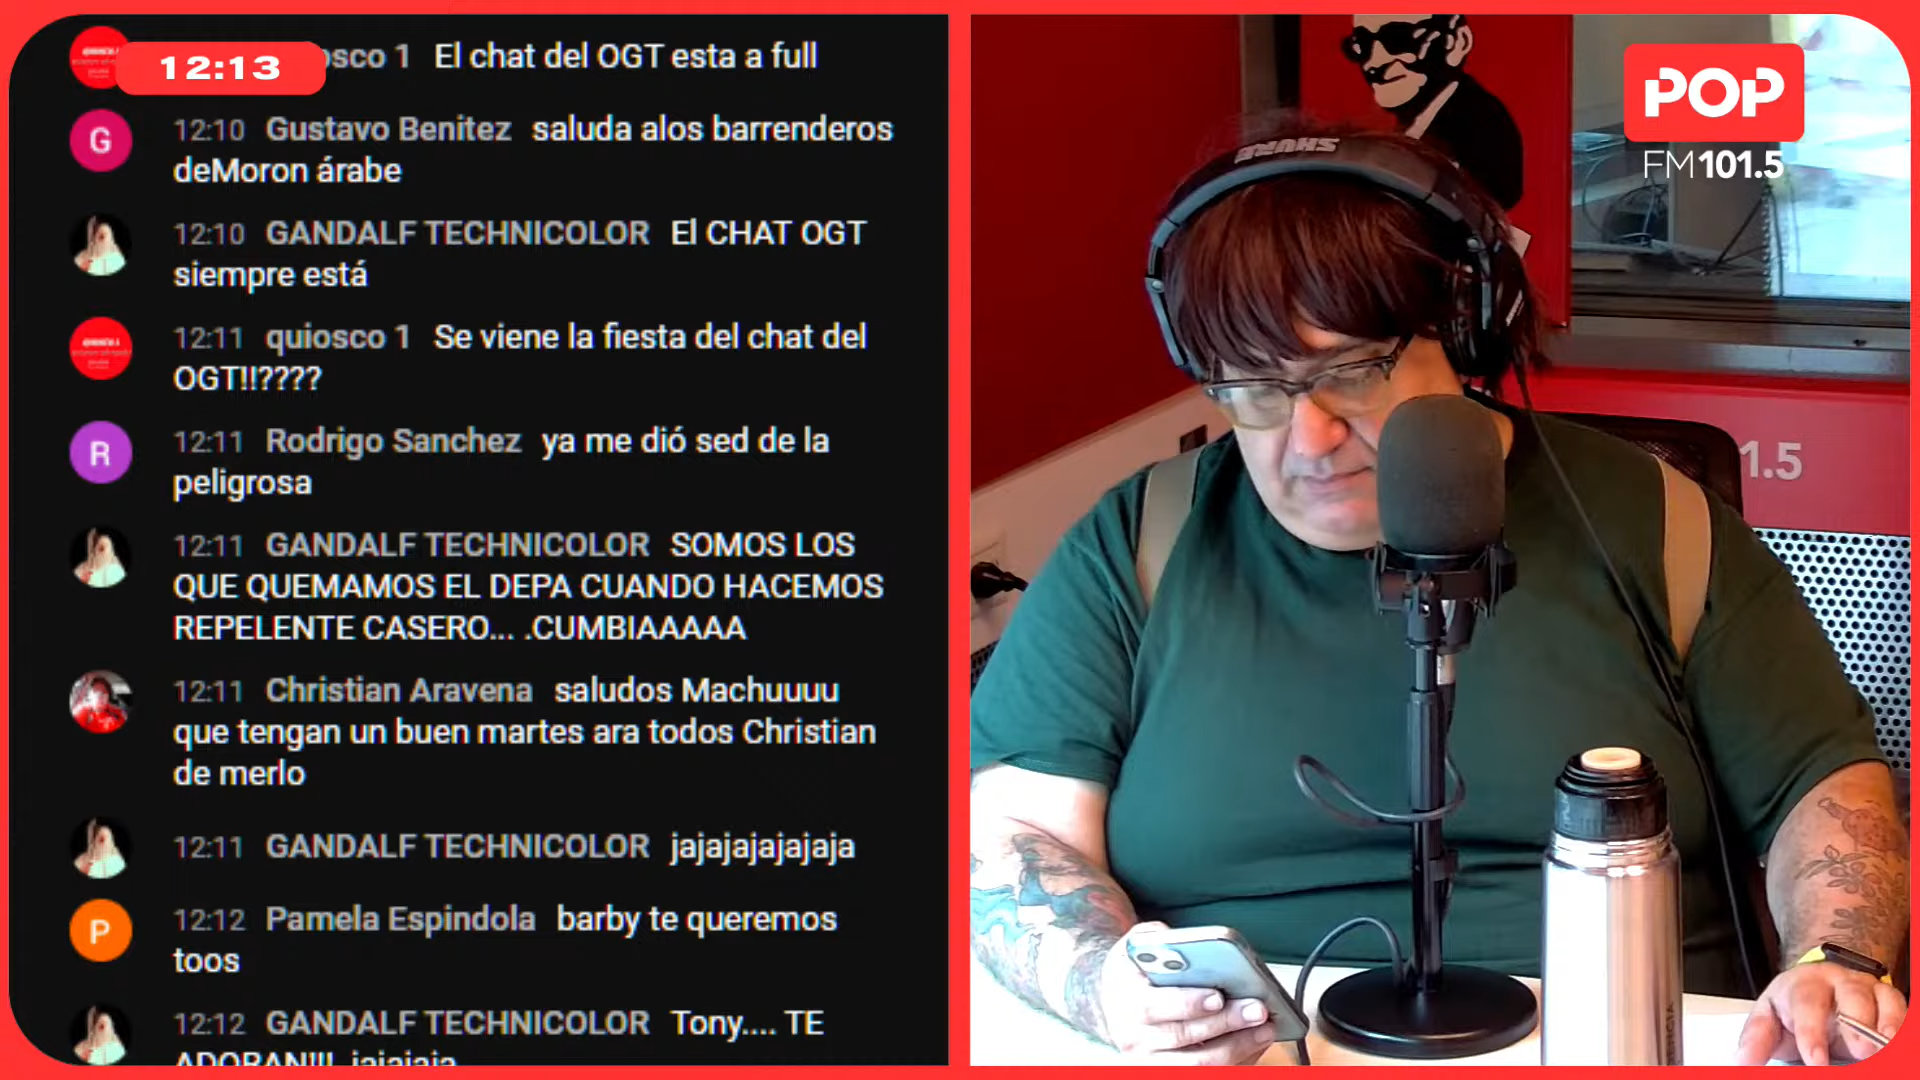 osco 1 El chat del OGT esta a full
12:13
12:10 Gustavo Benitez saluda alos barrenderos
deMoron árabe
12:10 GANDALF TECHNICOLOR El CHAT OGT
siempre está
12:11 quiosco 1 Se viene la fiesta del chat del
OGT!!????
12:11 Rodrigo Sanchez ya me dió sed de la
peligrosa
12:11 GANDALF TECHNICOLOR SOMOS LOS
QUE QUEMAMOS EL DEPA CUANDO HACEMOS
REPELENTE CASERO... .CUMBIAAAAA
12:11 Christian Aravena saludos Machuuuu
que tengan un buen martes ara todos Christian
de merlo
12:11 GANDALF TECHNICOLOR jajajajajajaja
12:12 Pamela Espindola barby te queremos
toos
12:12 GANDALF TECHNICOLOR Tony.... TE
ADORAN!!! jajajaja
G
R
P
POP
FM101.5
SHURE
1.5